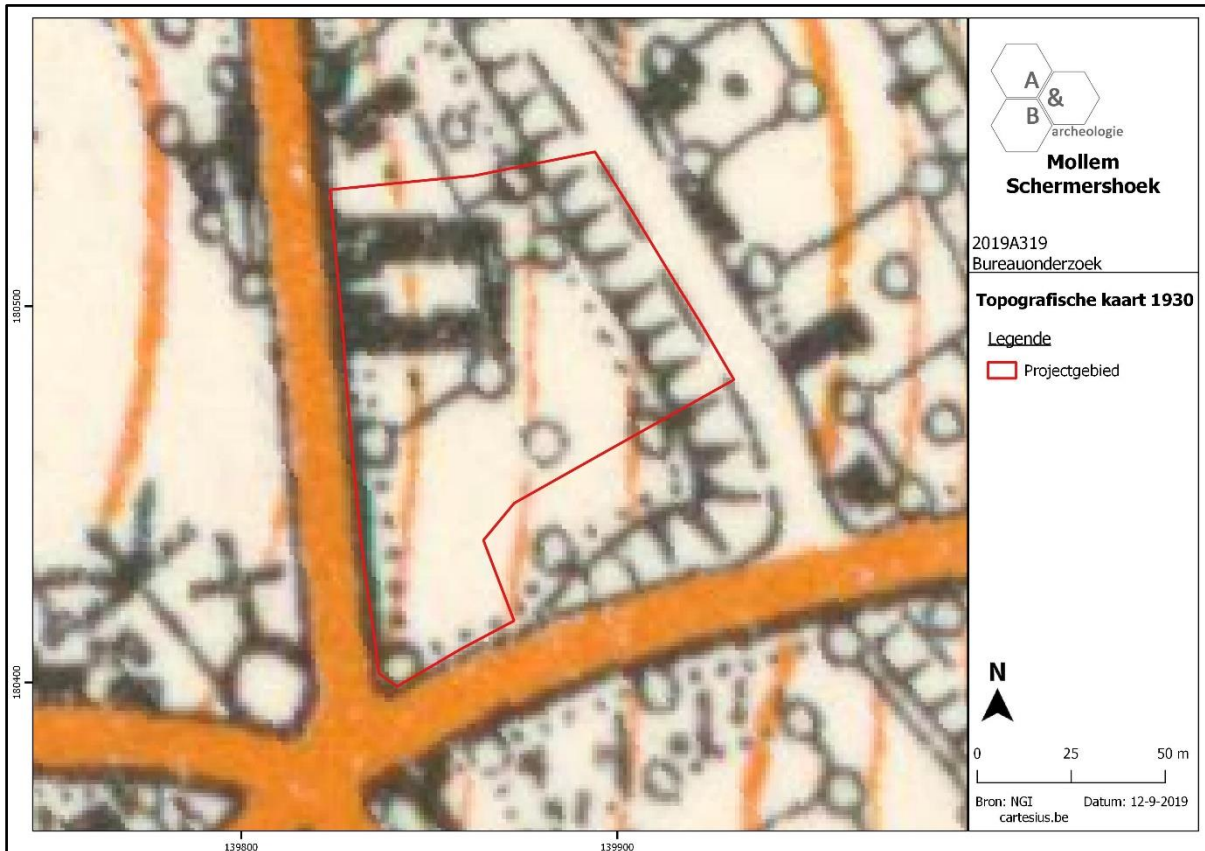 A
&
B
archeologie
Mollem
Schermershoek
2019A319
Bureauonderzoek
Topografische kaart 1930
Legende
Projectgebied
N
0 25 50 m
Bron: NGI Datum: 12-9-2019
cartesius.be
180500
180400
139800 139900